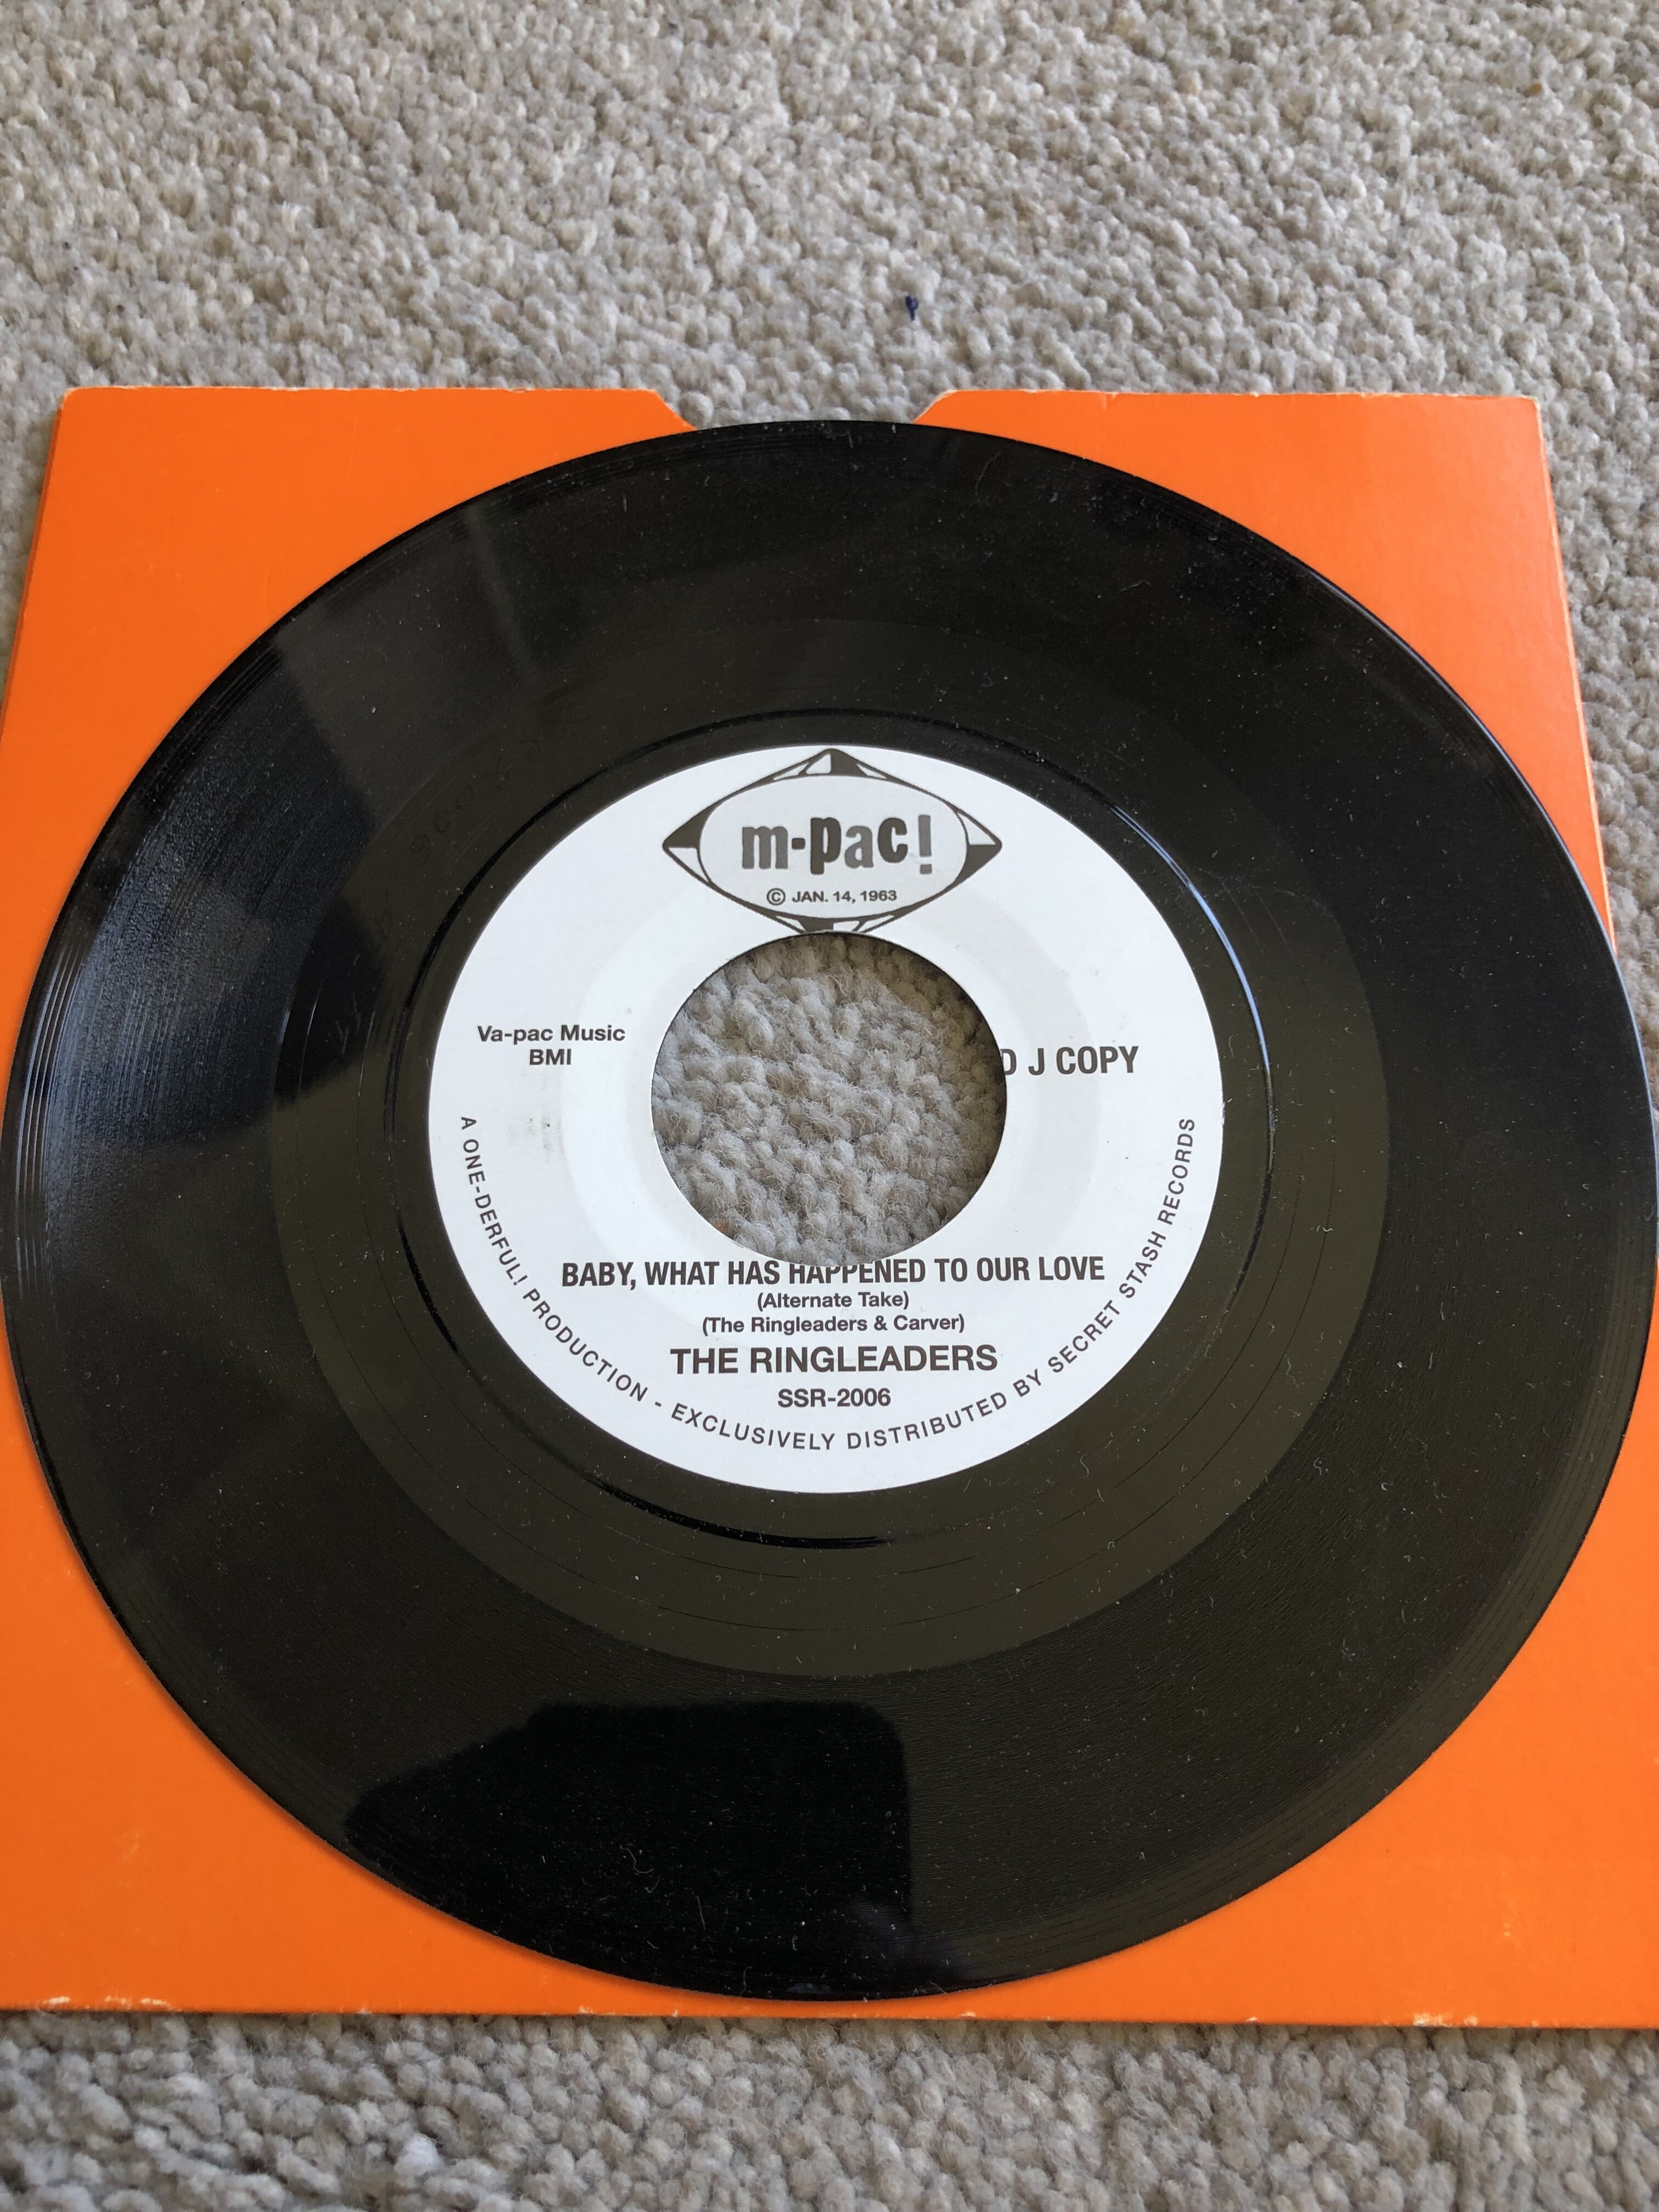 m-pac!
© JAN. 14, 1963
Va-pac Music
BMI
D J COPY
BABY, WHAT HAS HAPPENED TO OUR LOVE
(Alternate Take)
(The Ringleaders & Carver)
THE RINGLEADERS
SSR-2006
A ONE-DERFUL! PRODUCTION - EXCLUSIVELY DISTRIBUTED BY SECRET STASH RECORDS